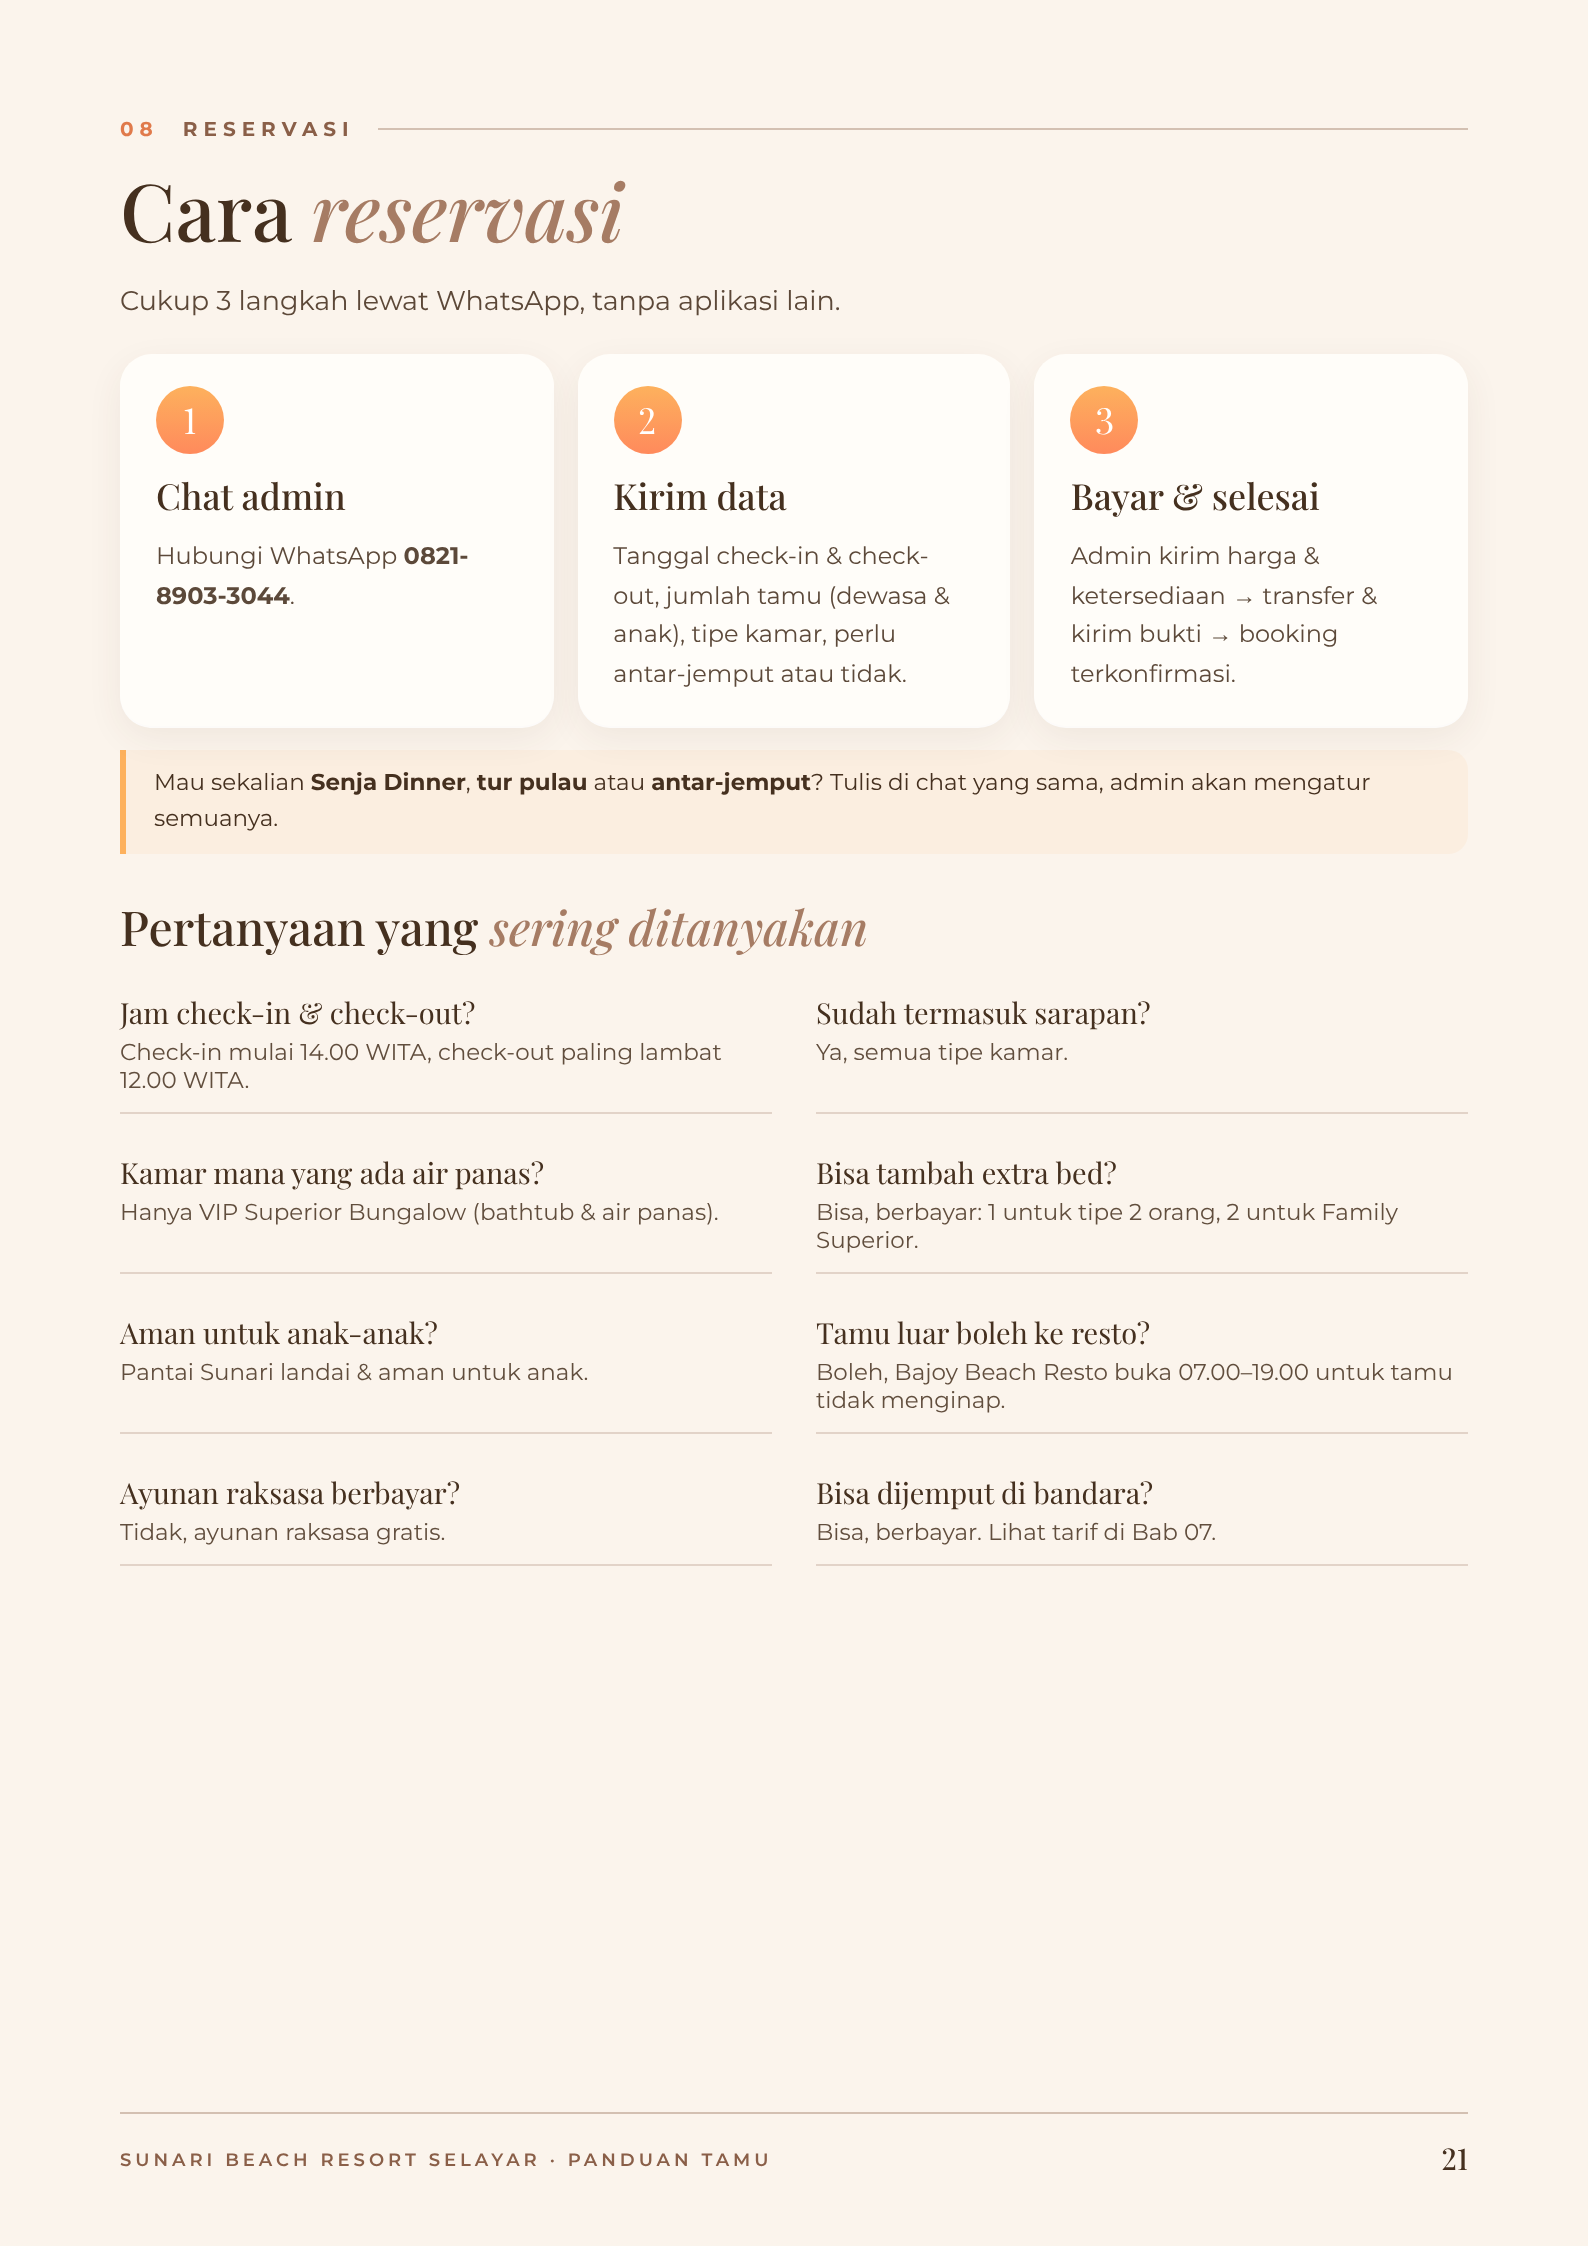 08 RESERVASI
Cara reservasi
Cukup 3 langkah lewat WhatsApp, tanpa aplikasi lain.
1
Chat admin
Hubungi WhatsApp 0821-
8903-3044.
2
Kirim data
Tanggal check-in & check-
out, jumlah tamu (dewasa &
anak), tipe kamar, perlu
antar-jemput atau tidak.
3
Bayar & selesai
Admin kirim harga &
ketersediaan → transfer &
kirim bukti → booking
terkonfirmasi.
Mau sekalian Senja Dinner, tur pulau atau antar-jemput? Tulis di chat yang sama, admin akan mengatur
semuanya.
Pertanyaan yang sering ditanyakan
Jam check-in & check-out?
Check-in mulai 14.00 WITA, check-out paling lambat
12.00 WITA.
Sudah termasuk sarapan?
Ya, semua tipe kamar.
Kamar mana yang ada air panas?
Hanya VIP Superior Bungalow (bathtub & air panas).
Bisa tambah extra bed?
Bisa, berbayar: 1 untuk tipe 2 orang, 2 untuk Family
Superior.
Aman untuk anak-anak?
Pantai Sunari landai & aman untuk anak.
Tamu luar boleh ke resto?
Boleh, Bajoy Beach Resto buka 07.00–19.00 untuk tamu
tidak menginap.
Ayunan raksasa berbayar?
Tidak, ayunan raksasa gratis.
Bisa dijemput di bandara?
Bisa, berbayar. Lihat tarif di Bab 07.
SUNARI BEACH RESORT SELAYAR · PANDUAN TAMU
21